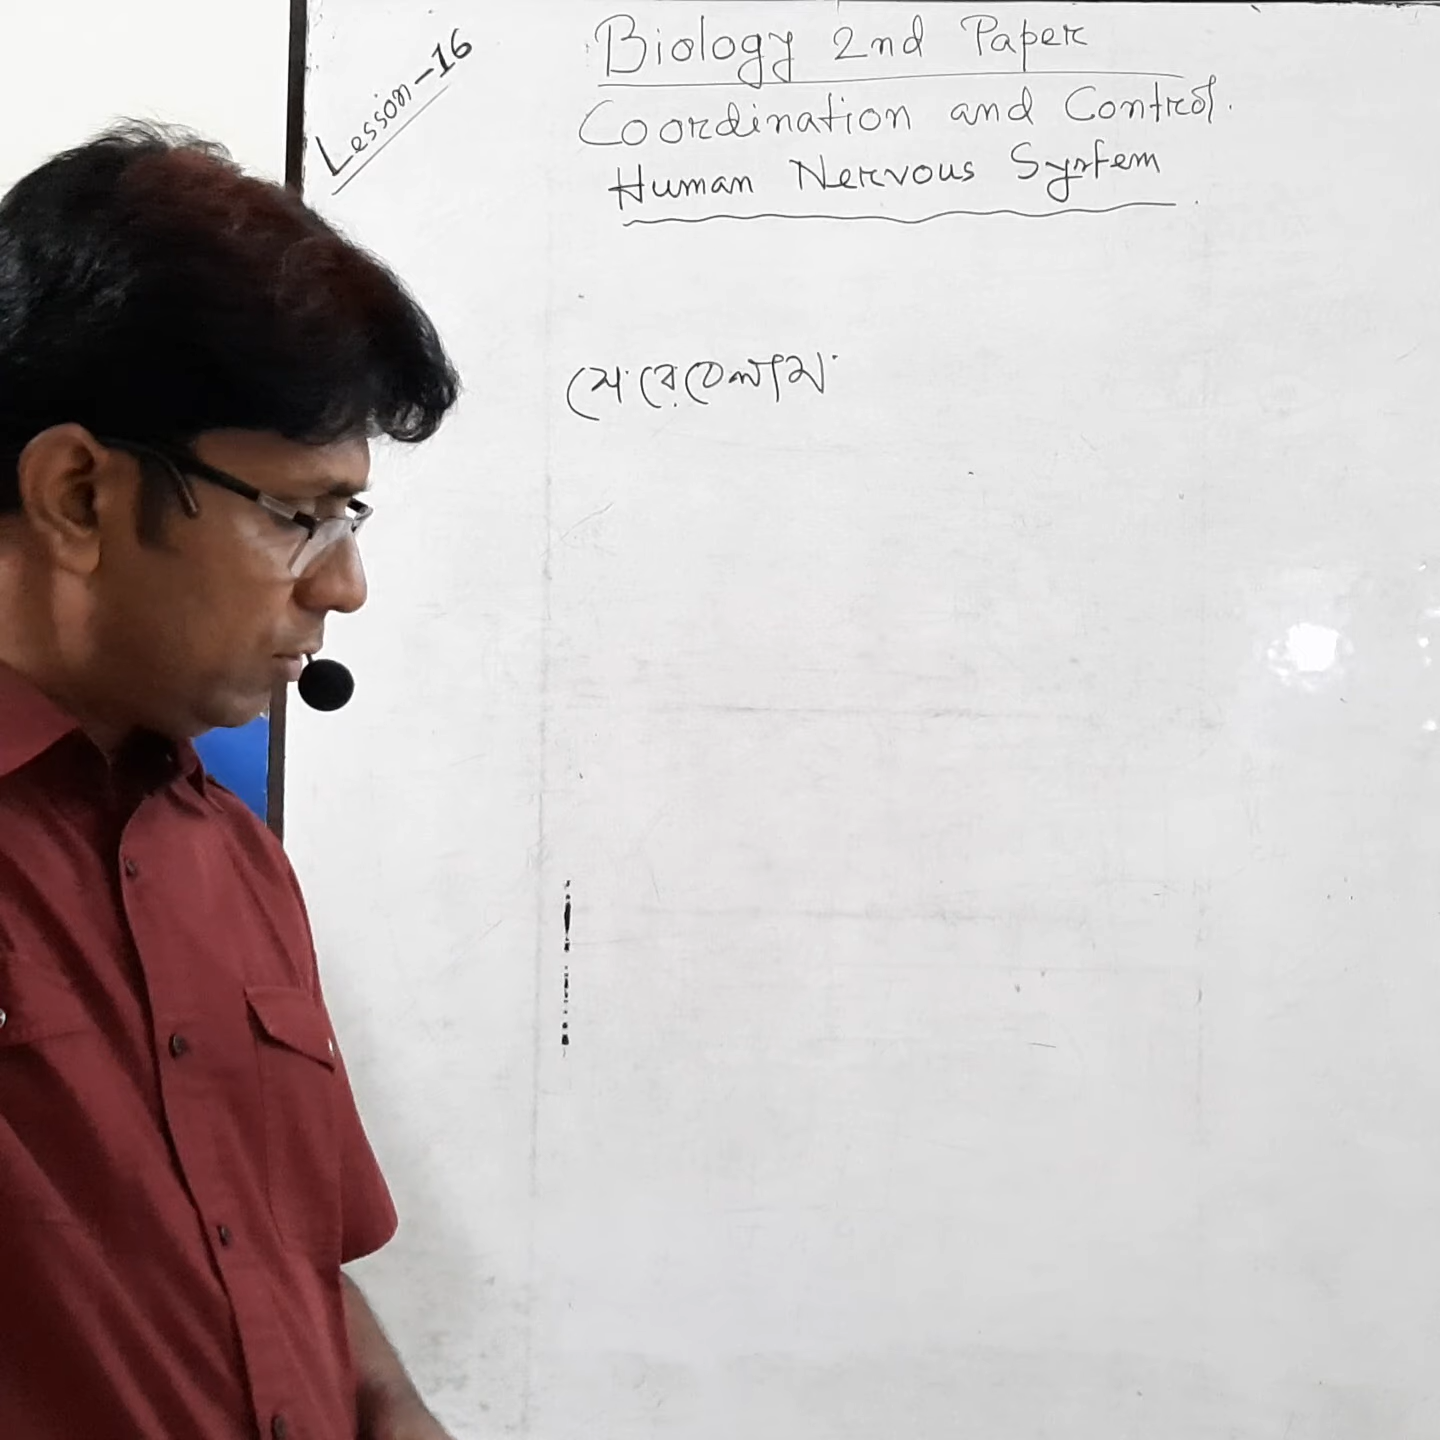 Lesson-16
Biology 2nd Paper
Coordination and Control.
Human Nervous System
সেরেবেলাম